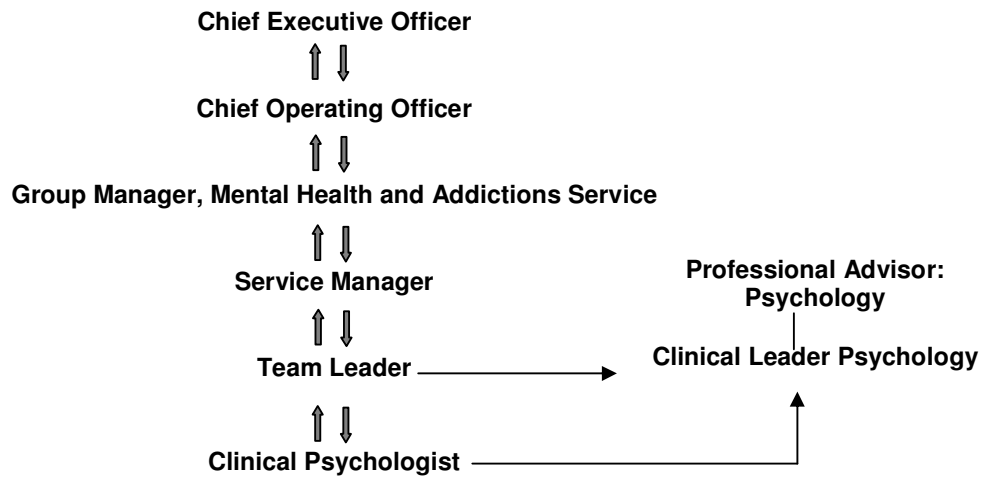 Chief Executive Officer
Chief Operating Officer
Group Manager, Mental Health and Addictions Service
Service Manager
Professional Advisor:
Psychology
Team Leader
Clinical Leader Psychology
Clinical Psychologist